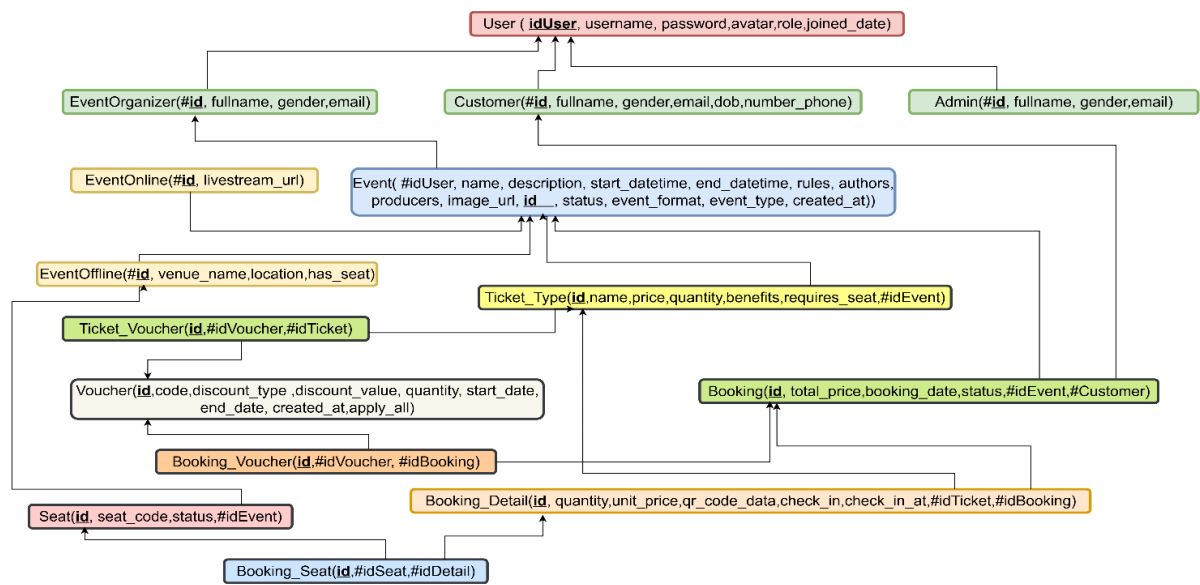 User ( idUser, username, password,avatar,role,joined_date)
EventOrganizer(#id, fullname, gender,email)
Customer(#id, fullname, gender,email,dob,number_phone)
Admin(#id, fullname, gender,email)
EventOnline(#id, livestream_url)
Event( #idUser, name, description, start_datetime, end_datetime, rules, authors,
producers, image_url, id__, status, event_format, event_type, created_at))
EventOffline(#id, venue_name,location,has_seat)
Ticket_Type(id,name,price,quantity,benefits,requires_seat,#idEvent)
Ticket_Voucher(id,#idVoucher,#idTicket)
Voucher(id,code,discount_type ,discount_value, quantity, start_date,
end_date, created_at,apply_all)
Booking(id, total_price,booking_date,status,#idEvent,#Customer)
Booking_Voucher(id,#idVoucher, #idBooking)
Booking_Detail(id, quantity,unit_price,qr_code_data,check_in,check_in_at,#idTicket,#idBooking)
Seat(id, seat_code,status,#idEvent)
Booking_Seat(id,#idSeat,#idDetail)